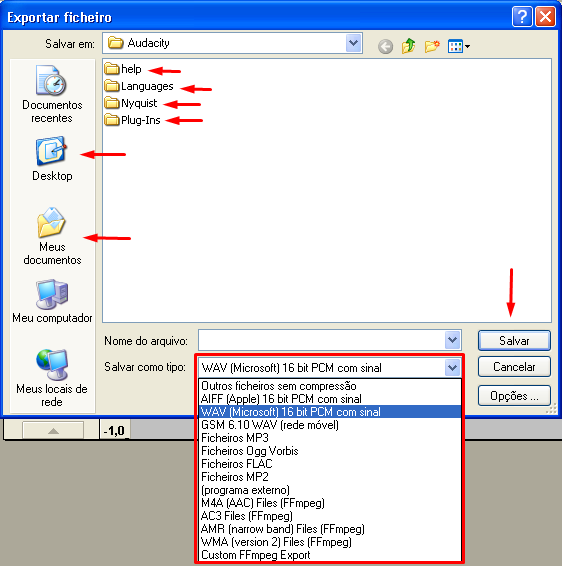 Exportar ficheiro
Salvar em:
Audacity
help
Languages
Nyquist
Plug-Ins
Documentos
recentes
Desktop
Meus
documentos
Meu computador
Meus locais de
rede
Nome do arquivo:
Salvar
Salvar como tipo:
WAV (Microsoft) 16 bit PCM com sinal
Cancelar
Opções ...
Outros ficheiros sem compressão
AIFF (Apple) 16 bit PCM com sinal
WAV (Microsoft) 16 bit PCM com sinal
GSM 6.10 WAV (rede móvel)
Ficheiros MP3
Ficheiros Ogg Vorbis
Ficheiros FLAC
Ficheiros MP2
(programa externo)
M4A (AAC) Files (FFmpeg)
AC3 Files (FFmpeg)
AMR (narrow band) Files (FFmpeg)
WMA (version 2) Files (FFmpeg)
Custom FFmpeg Export
-1,0